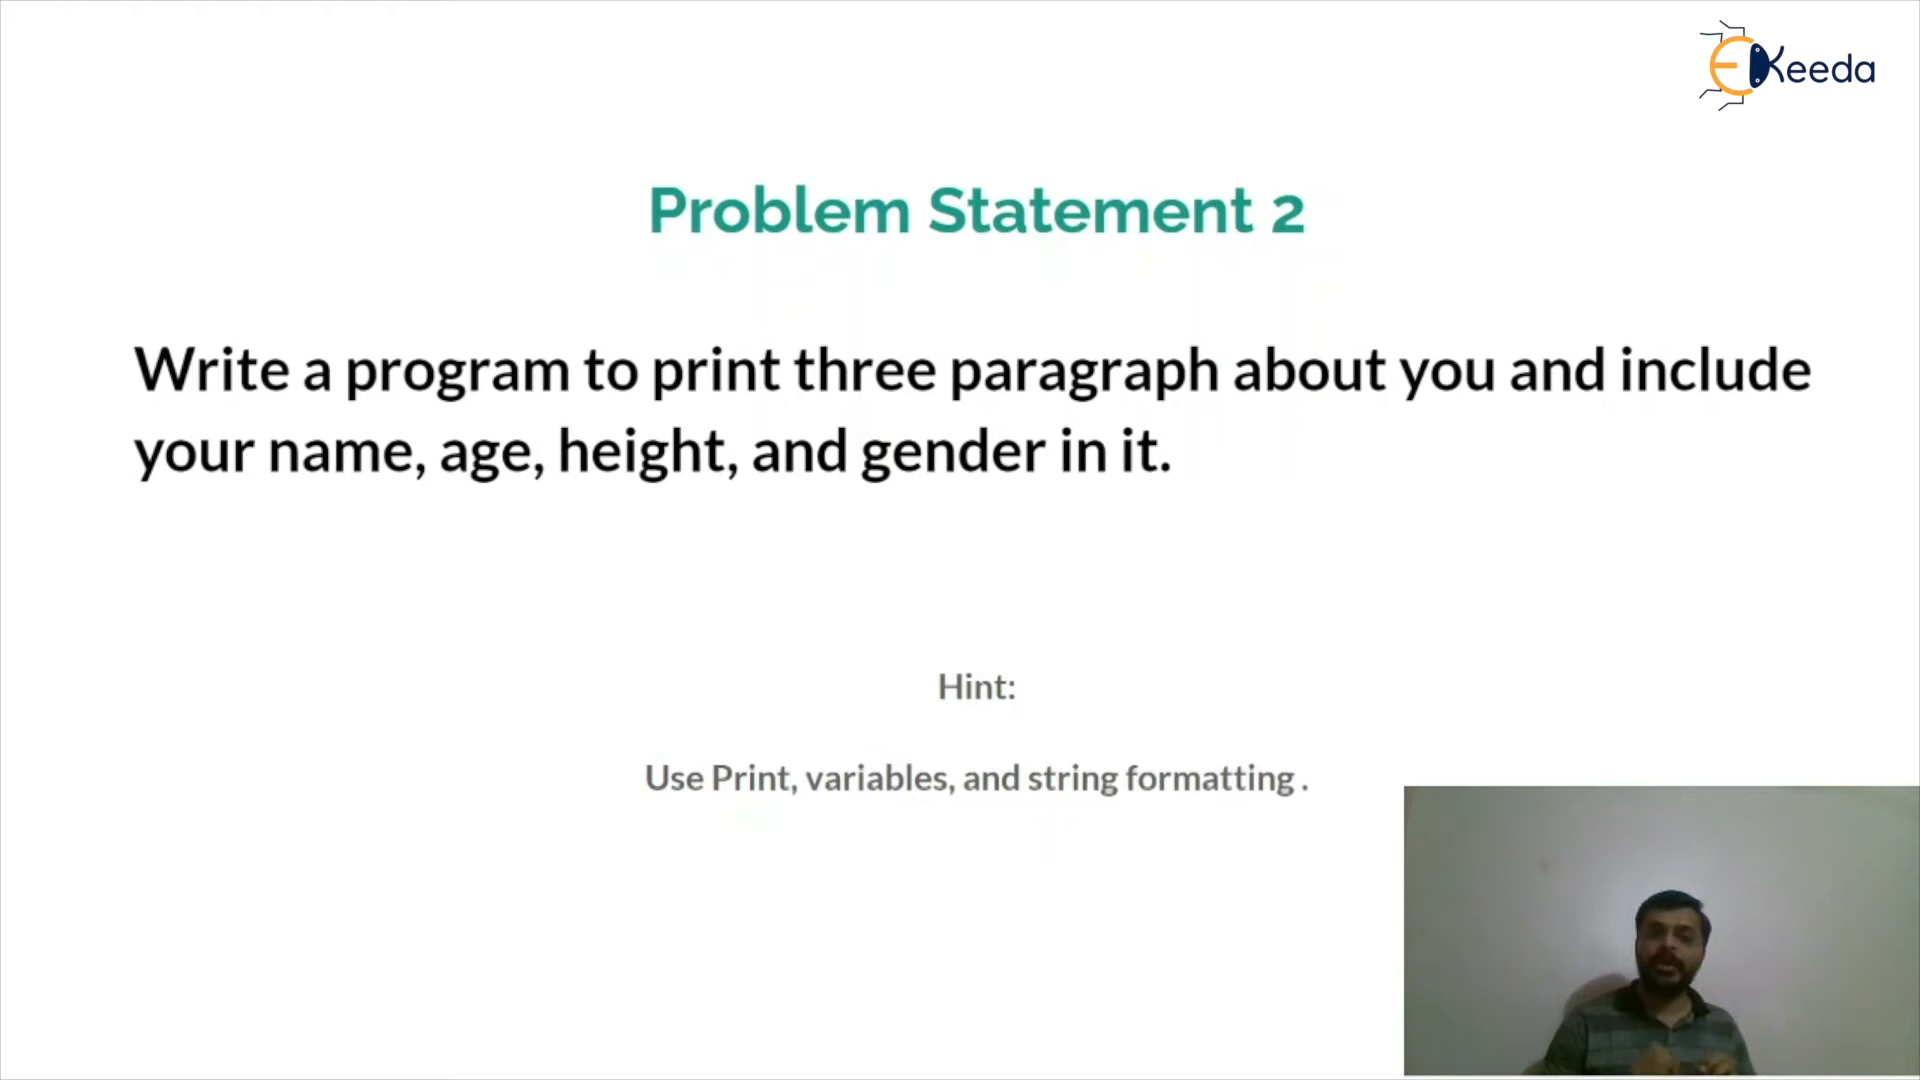 EKeeda
Problem Statement 2
Write a program to print three paragraph about you and include
your name, age, height, and gender in it.
Hint:
Use Print, variables, and string formatting .